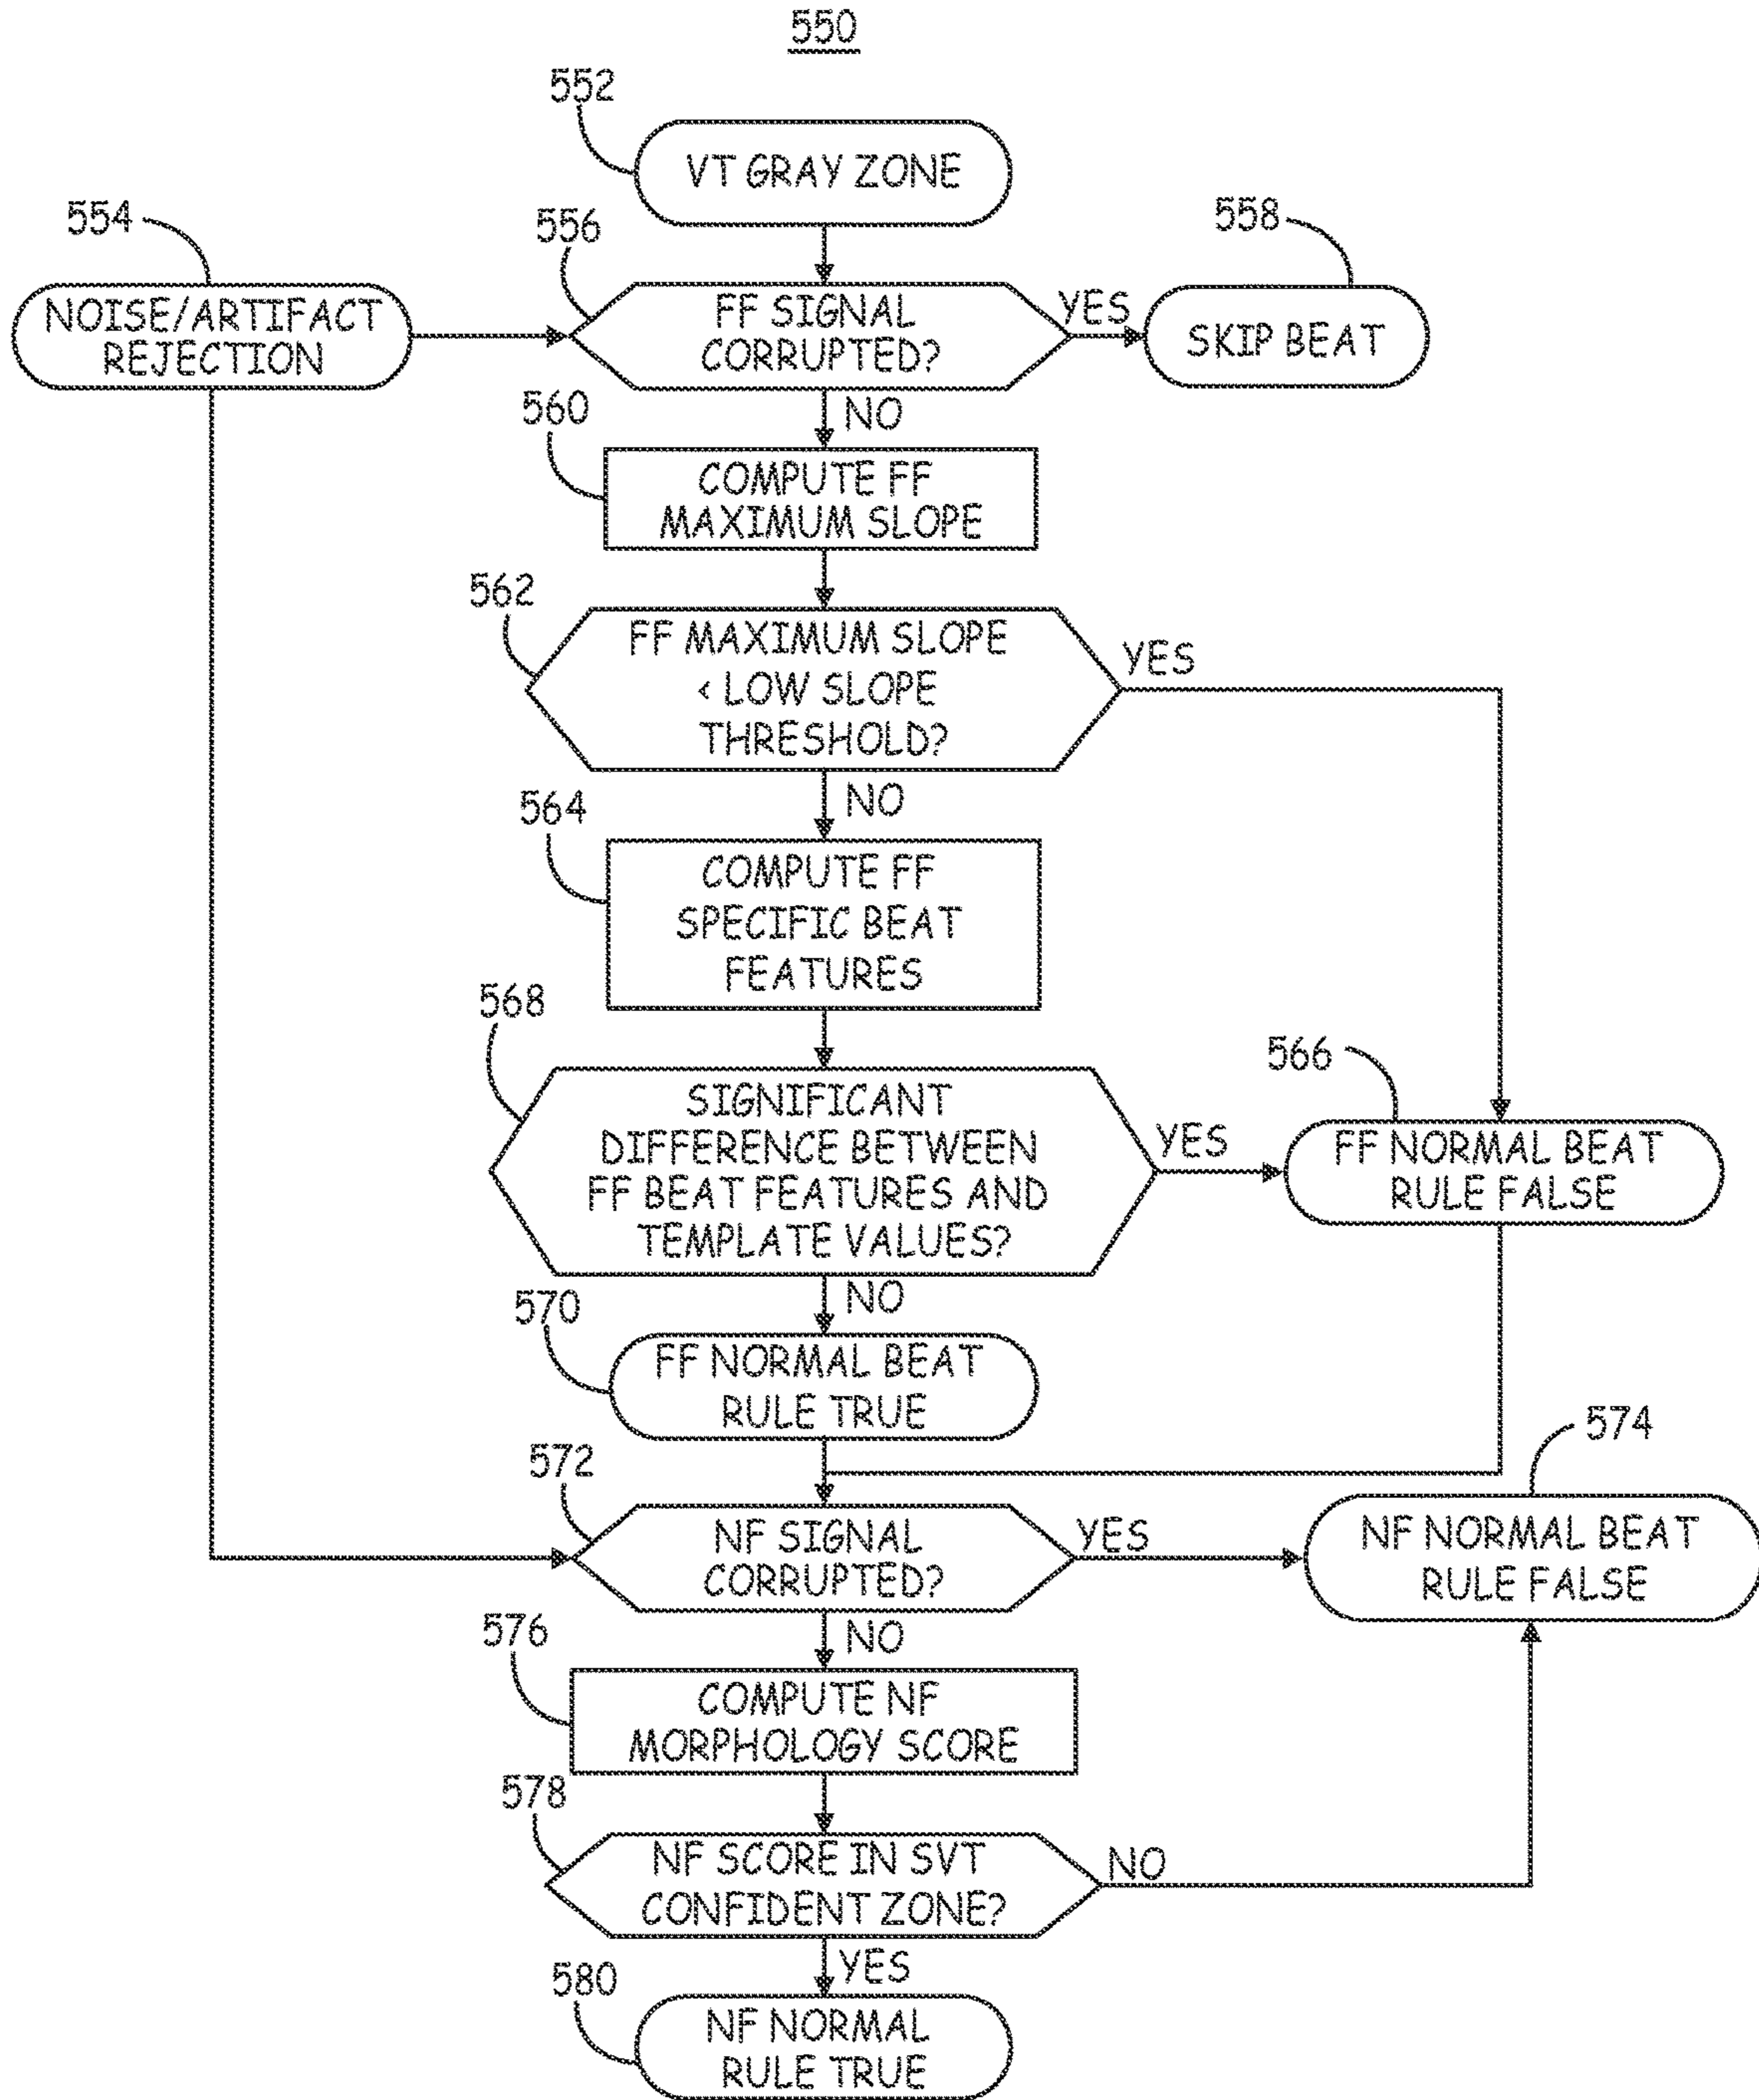 550
552
VT GRAY ZONE
554
556
558
NOISE/ARTIFACT
REJECTION
FF SIGNAL
CORRUPTED?
YES
SKIP BEAT
NO
560
COMPUTE FF
MAXIMUM SLOPE
562
FF MAXIMUM SLOPE
< LOW SLOPE
THRESHOLD?
YES
NO
564
COMPUTE FF
SPECIFIC BEAT
FEATURES
568
SIGNIFICANT
DIFFERENCE BETWEEN
FF BEAT FEATURES AND
TEMPLATE VALUES?
YES
566
FF NORMAL BEAT
RULE FALSE
NO
570
FF NORMAL BEAT
RULE TRUE
572
NF SIGNAL
CORRUPTED?
YES
574
NF NORMAL BEAT
RULE FALSE
NO
576
COMPUTE NF
MORPHOLOGY SCORE
578
NF SCORE IN SVT
CONFIDENT ZONE?
NO
YES
580
NF NORMAL
RULE TRUE